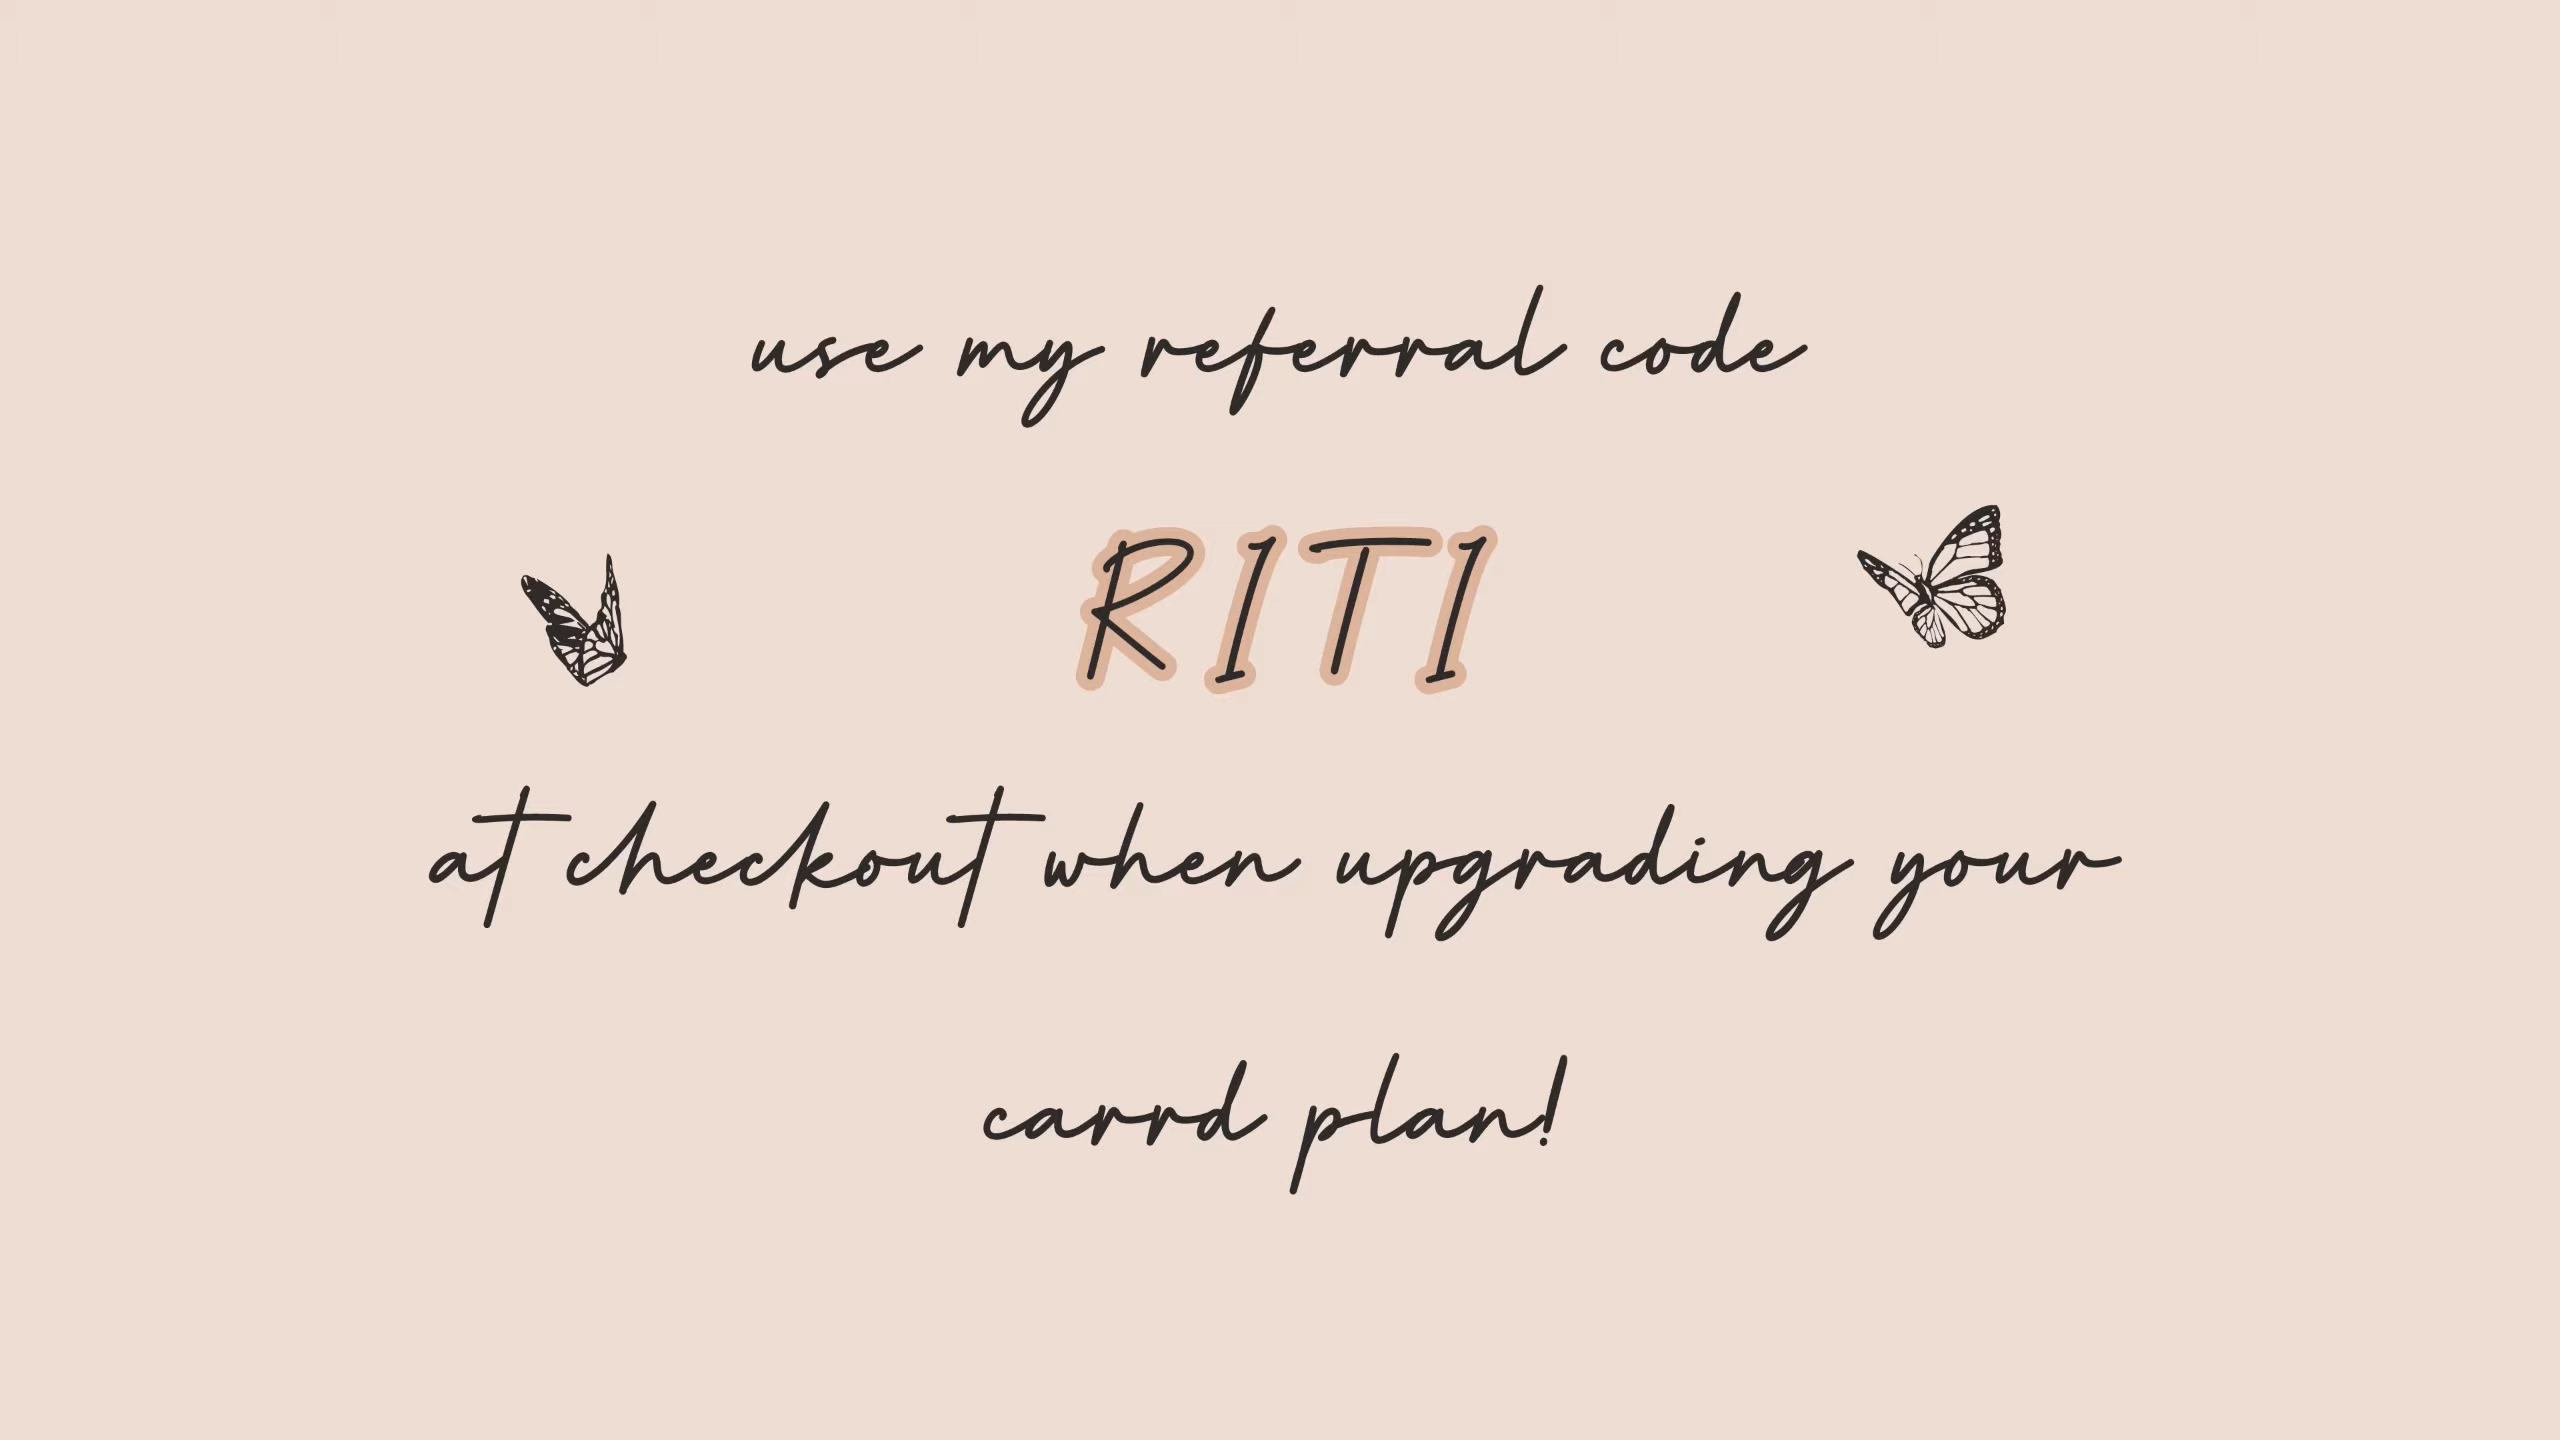 use my referral code
RITI
at checkout when upgrading your
carrd plan!